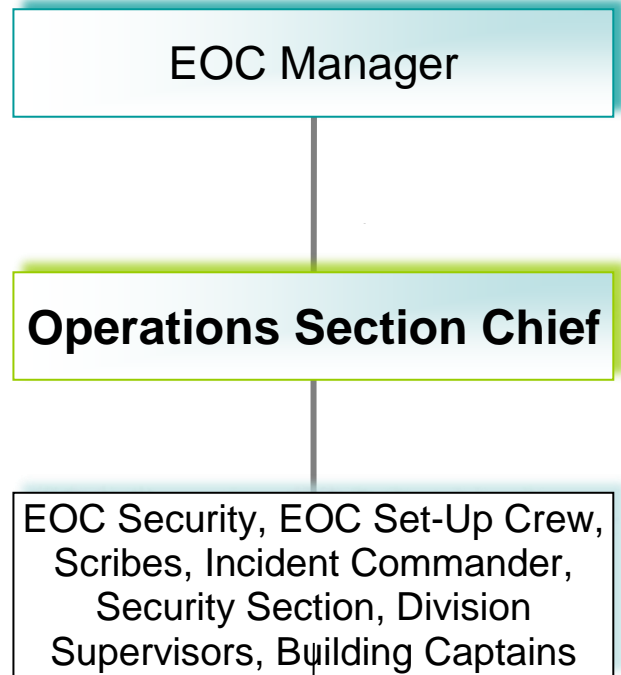 EOC Manager
Operations Section Chief
EOC Security, EOC Set-Up Crew,
Scribes, Incident Commander,
Security Section, Division
Supervisors, Building Captains